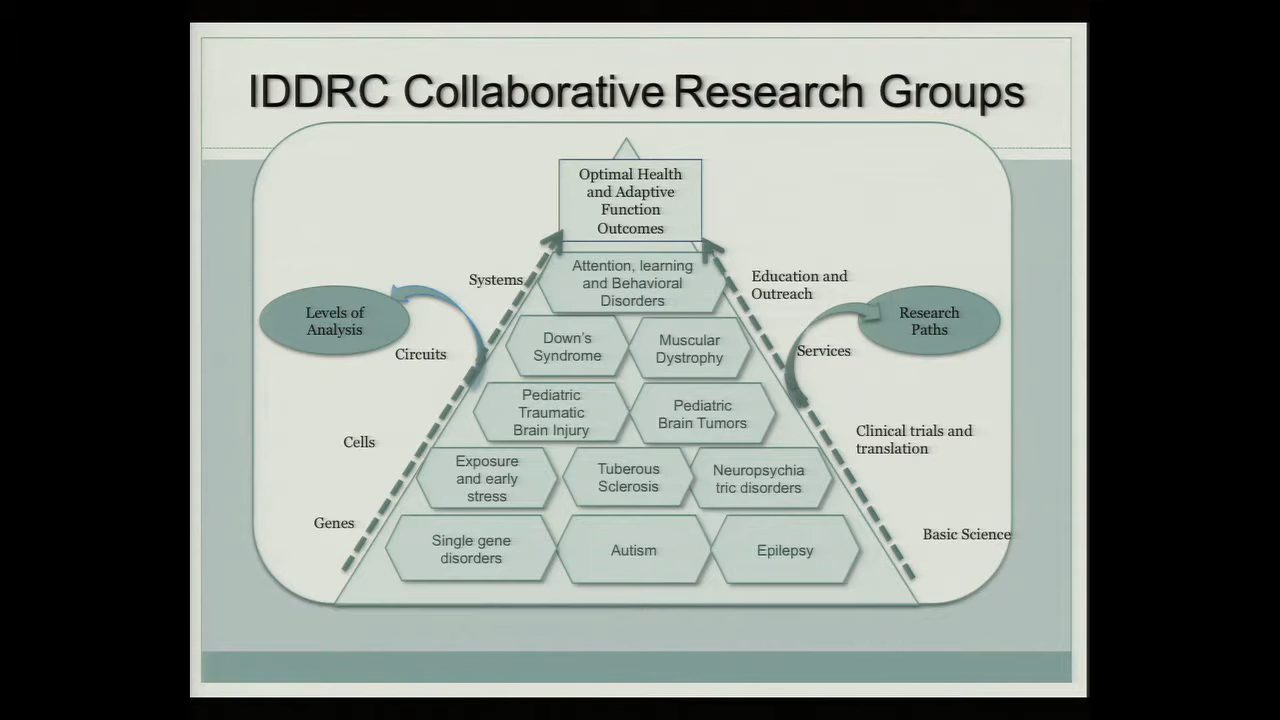 IDDRC Collaborative Research Groups
Optimal Health
and Adaptive
Function
Outcomes
Systems
Attention, learning
and Behavioral
Disorders
Education and
Outreach
Levels of
Analysis
Research
Paths
Circuits
Down's
Syndrome
Muscular
Dystrophy
Services
Pediatric
Traumatic
Brain Injury
Pediatric
Brain Tumors
Cells
Clinical trials and
translation
Exposure
and early
stress
Tuberous
Sclerosis
Neuropsychia
tric disorders
Genes
Single gene
disorders
Autism
Epilepsy
Basic Science